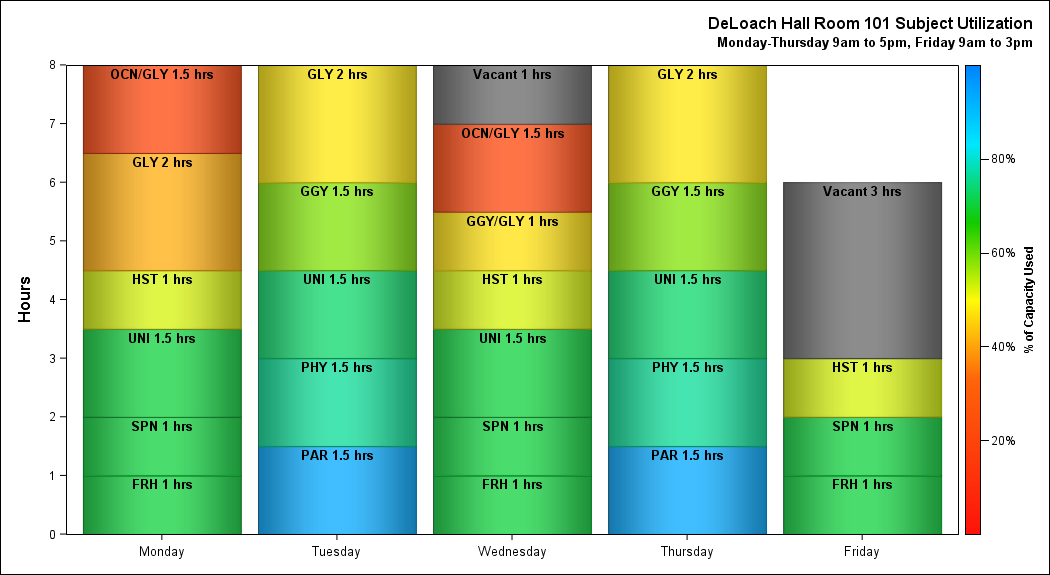 DeLoach Hall Room 101 Subject Utilization
Monday-Thursday 9am to 5pm, Friday 9am to 3pm
Hours
8
7
6
5
4
3
2
1
0
OCN/GLY 1.5 hrs
GLY 2 hrs
HST 1 hrs
UNI 1.5 hrs
SPN 1 hrs
FRH 1 hrs
Monday
GLY 2 hrs
GGY 1.5 hrs
UNI 1.5 hrs
PHY 1.5 hrs
PAR 1.5 hrs
Tuesday
Vacant 1 hrs
OCN/GLY 1.5 hrs
GGY/GLY 1 hrs
HST 1 hrs
UNI 1.5 hrs
SPN 1 hrs
FRH 1 hrs
Wednesday
GLY 2 hrs
GGY 1.5 hrs
UNI 1.5 hrs
PHY 1.5 hrs
PAR 1.5 hrs
Thursday
Vacant 3 hrs
HST 1 hrs
SPN 1 hrs
FRH 1 hrs
Friday
80%
60%
40%
20%
% of Capacity Used